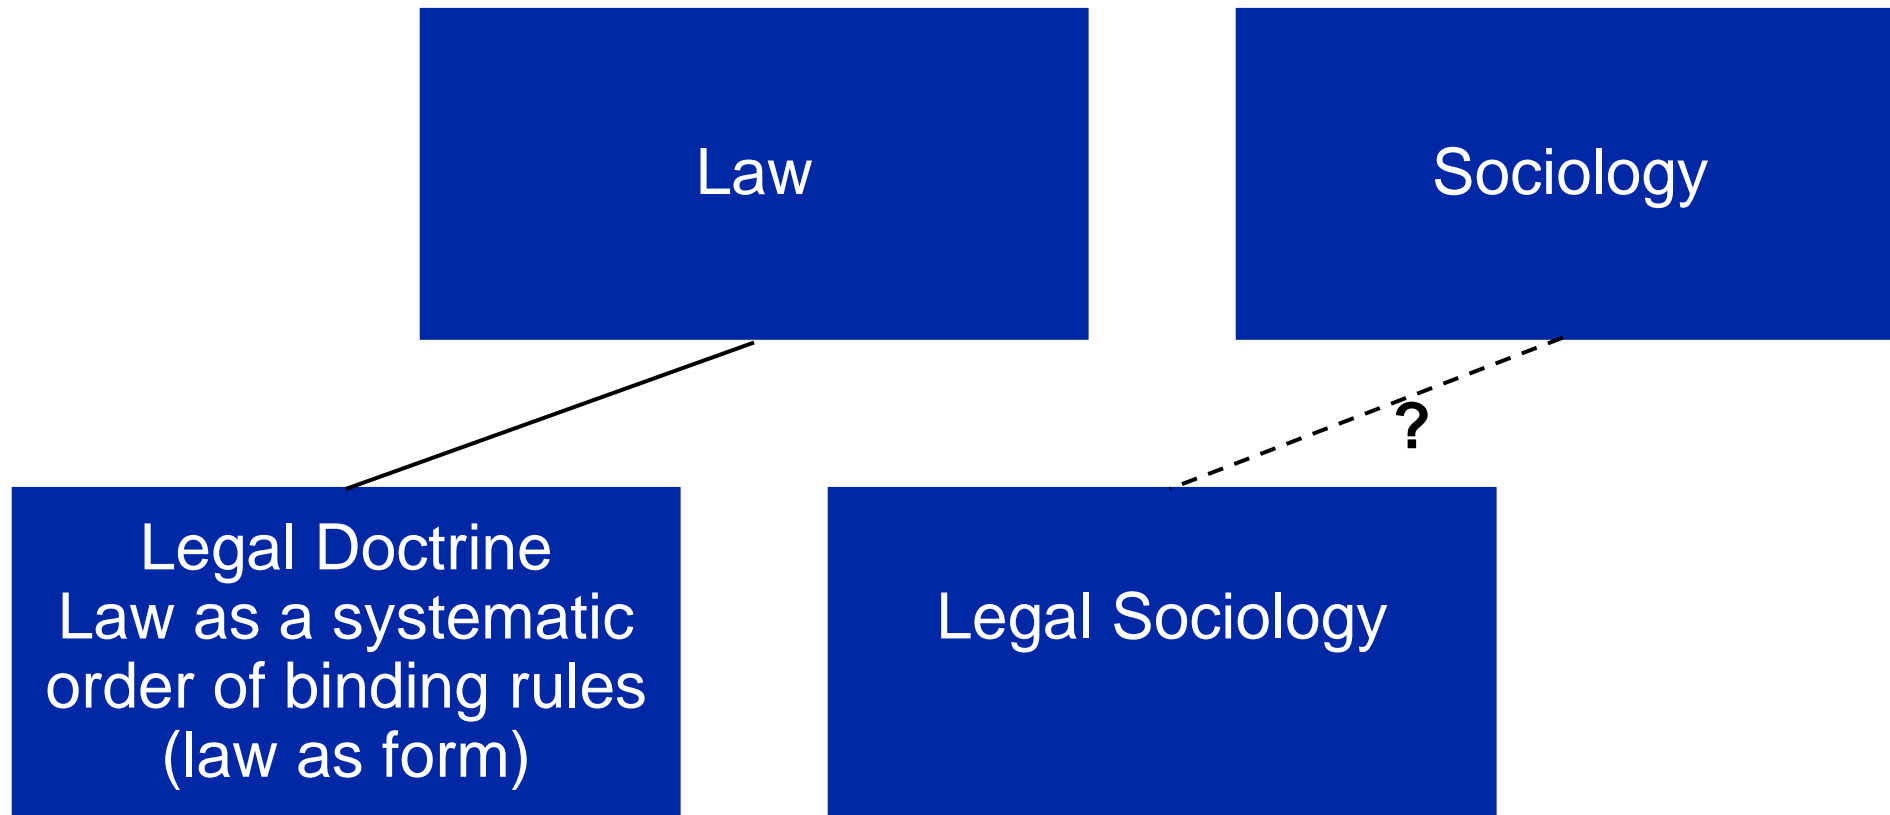 Law
Sociology
?
Legal Doctrine
Law as a systematic
order of binding rules
(law as form)
Legal Sociology